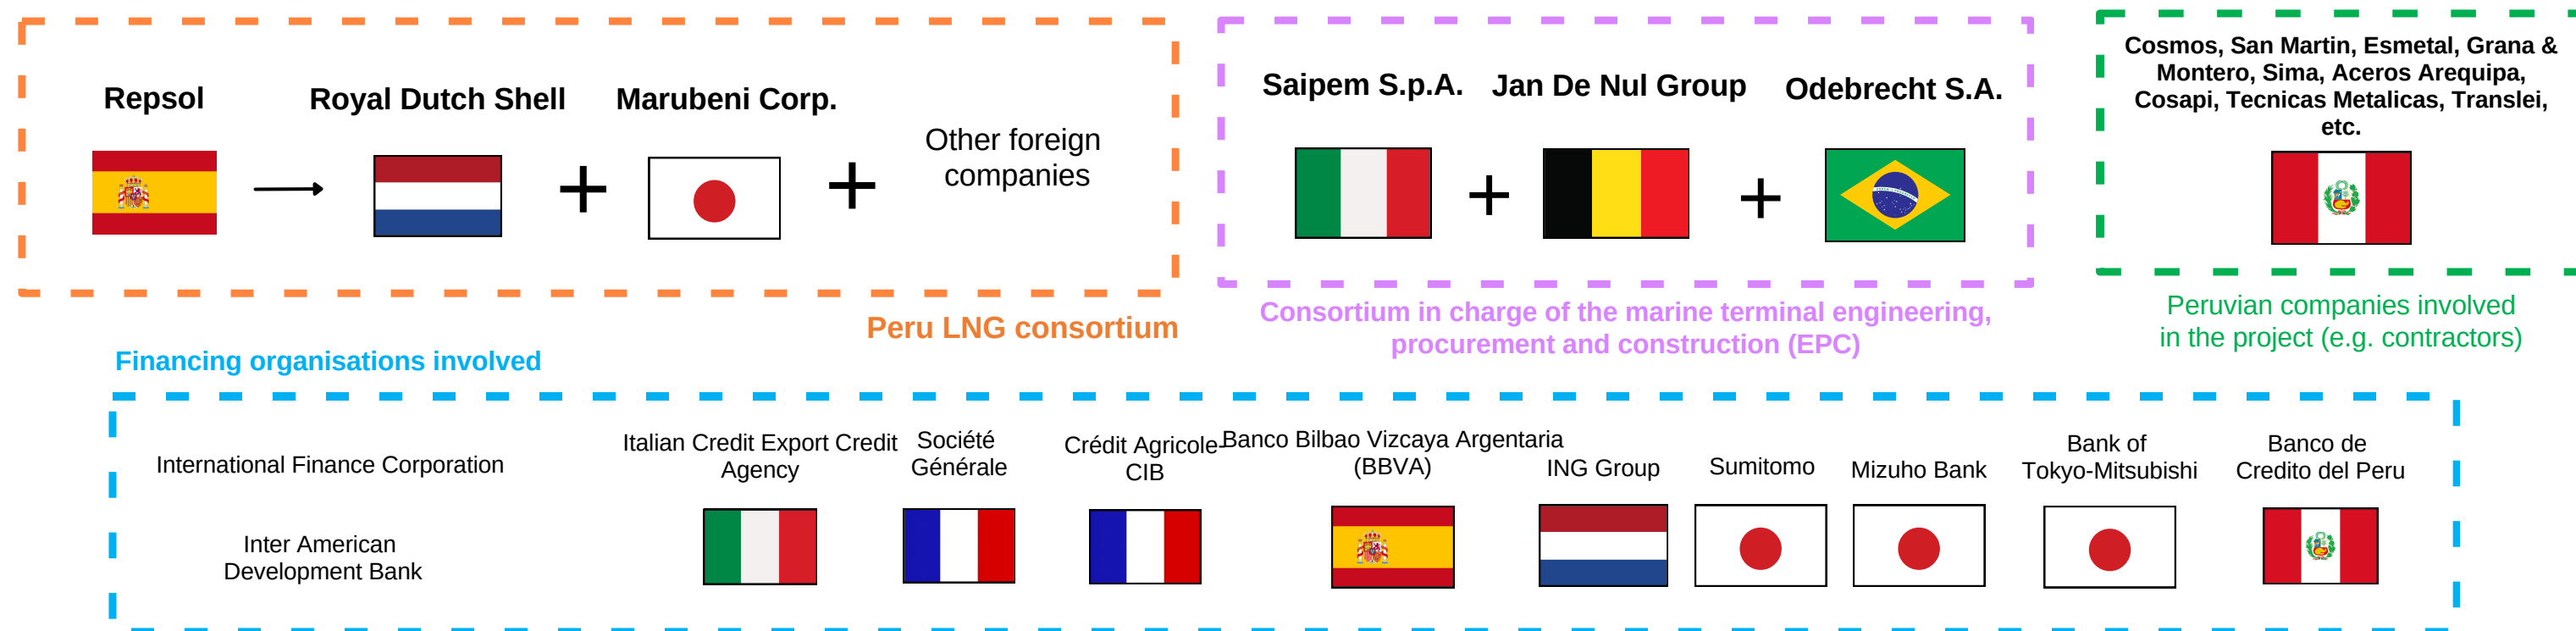 Repsol
Royal Dutch Shell
Marubeni Corp.
Other foreign
companies
Peru LNG consortium
Saipem S.p.A.
Jan De Nul Group
Odebrecht S.A.
Consortium in charge of the marine terminal engineering,
procurement and construction (EPC)
Cosmos, San Martin, Esmetal, Grana &
Montero, Sima, Aceros Arequipa,
Cosapi, Tecnicas Metalicas, Translei,
etc.
Peruvian companies involved
in the project (e.g. contractors)
Financing organisations involved
International Finance Corporation
Inter American
Development Bank
Italian Credit Export Credit
Agency
Société
Générale
Crédit Agricole-
CIB
Banco Bilbao Vizcaya Argentaria
(BBVA)
ING Group
Sumitomo
Mizuho Bank
Bank of
Tokyo-Mitsubishi
Banco de
Credito del Peru